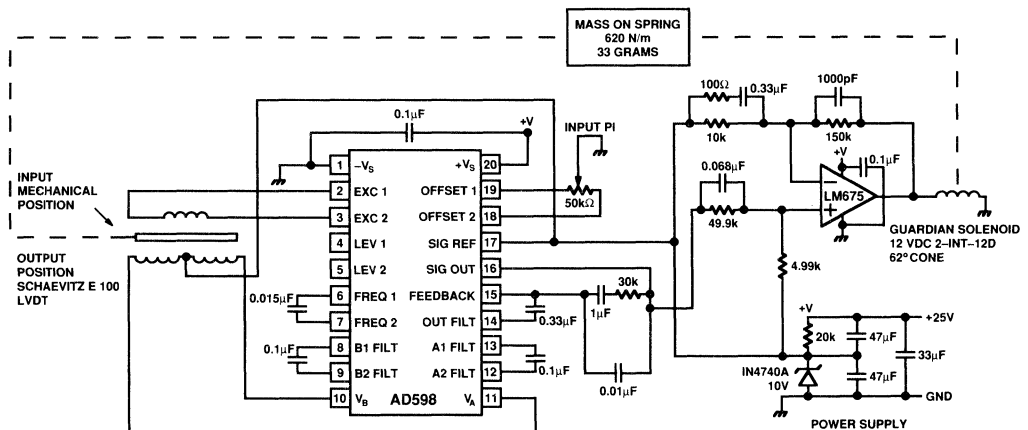 MASS ON SPRING
620 N/m
33 GRAMS
100Ω
0.33µF
1000pF
10k
150k
0.1µF
+V
INPUT PI
50kΩ
0.068µF
49.9k
+V
0.1µF
LM675
−
+
4.99k
GUARDIAN SOLENOID
12 VDC 2–INT–12D
62° CONE
INPUT
MECHANICAL
POSITION
OUTPUT
POSITION
SCHAEVITZ E 100
LVDT
0.015µF
0.1µF
1 –VS
2 EXC 1
3 EXC 2
4 LEV 1
5 LEV 2
6 FREQ 1
7 FREQ 2
8 B1 FILT
9 B2 FILT
10 VB
AD598
+VS 20
OFFSET 1 19
OFFSET 2 18
SIG REF 17
SIG OUT 16
FEEDBACK 15
OUT FILT 14
A1 FILT 13
A2 FILT 12
VA 11
30k
1µF
0.33µF
0.01µF
0.1µF
+V
20k
47µF
47µF
33µF
+25V
GND
IN4740A
10V
POWER SUPPLY